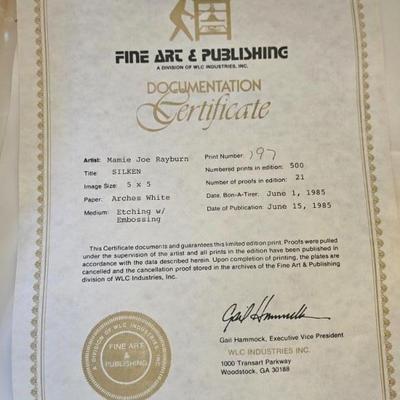 FINE ART & PUBLISHING
A DIVISION OF WLC INDUSTRIES, INC.
DOCUMENTATION
Certificate
Artist: Mamie Joe Rayburn
Title SILKEN
Image Size: 5 x 5
Paper: Arches White
Medium: Etching w/
Embossing
Print Number: 197
Numbered prints in edition: 500
Number of proofs in edition: 21
Date, Bon-A-Tirer: June 1, 1985
Date of Publication: June 15, 1985
This Certificate documents and guarantees this limited edition print. Proofs were pulled
under the supervision of the artist and all prints in the edition have been published in
accordance with the data described herein. Upon completion of printing, the plates are
cancelled and the cancellation proof stored in the archives of the Fine Art & Publishing
division of WLC Industries, Inc.
Gail Hammock
Gail Hammock, Executive Vice President
WLC INDUSTRIES INC.
1000 Transart Parkway
Woodstock, GA 30188
A DIVISION OF WLC INDUSTRIES
FINE ART
&
PUBLISHING